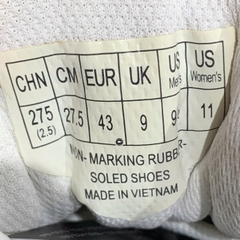 CHN CM EUR UK US Men's US Women's
275 (2.5) 27.5 43 9 11
NON- MARKING RUBBER-
SOLED SHOES
MADE IN VIETNAM